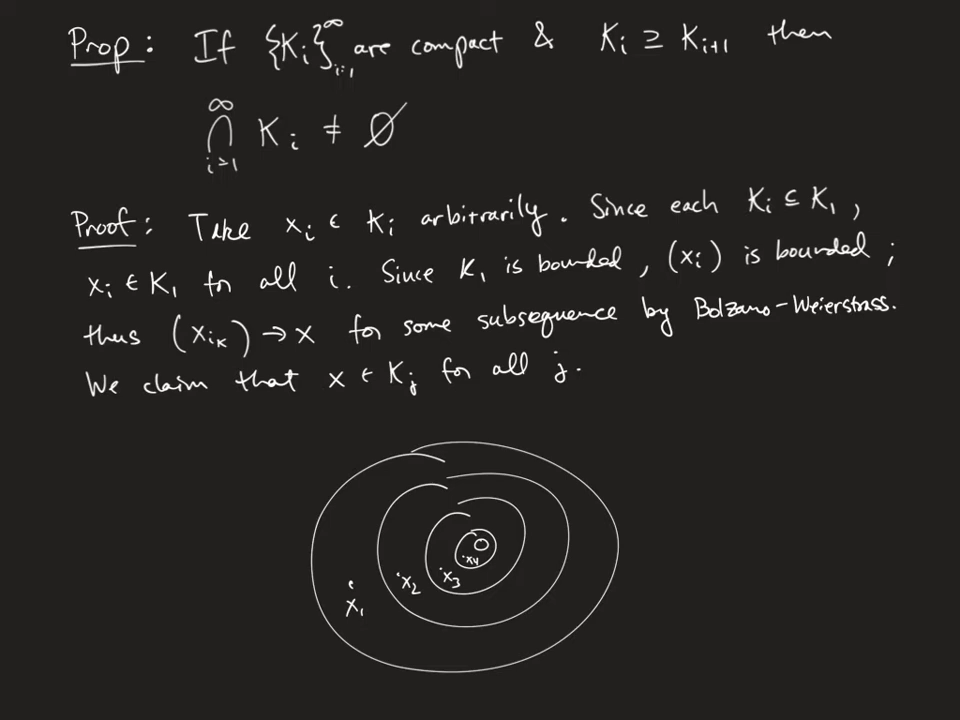 Prop: If {Kᵢ}ᵢ₌₁^∞ are compact & Kᵢ ⊇ Kᵢ₊₁ then
∩ᵢ₌₁^∞ Kᵢ ≠ ∅
Proof: Take xᵢ ∈ Kᵢ arbitrarily. Since each Kᵢ ⊆ K₁,
xᵢ ∈ K₁ for all i. Since K₁ is bounded, (xᵢ) is bounded;
thus (x_{i_k}) → x for some subsequence by Bolzano-Weierstrass.
We claim that x ∈ Kⱼ for all j.
x₁ x₂ x₃ x₄